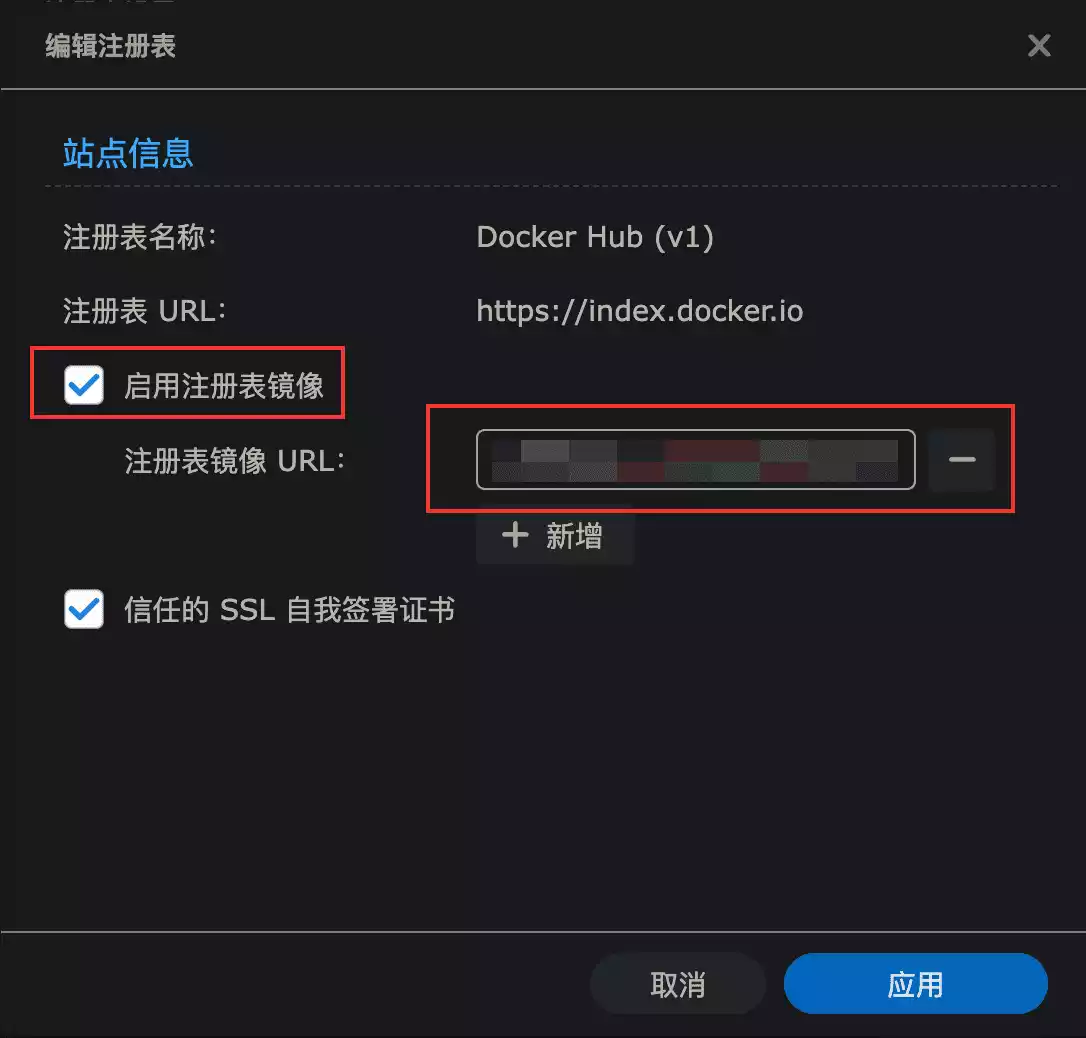 编辑注册表
站点信息
注册表名称： Docker Hub (v1)
注册表 URL： https://index.docker.io
启用注册表镜像
注册表镜像 URL：
新增
信任的 SSL 自我签署证书
取消 应用